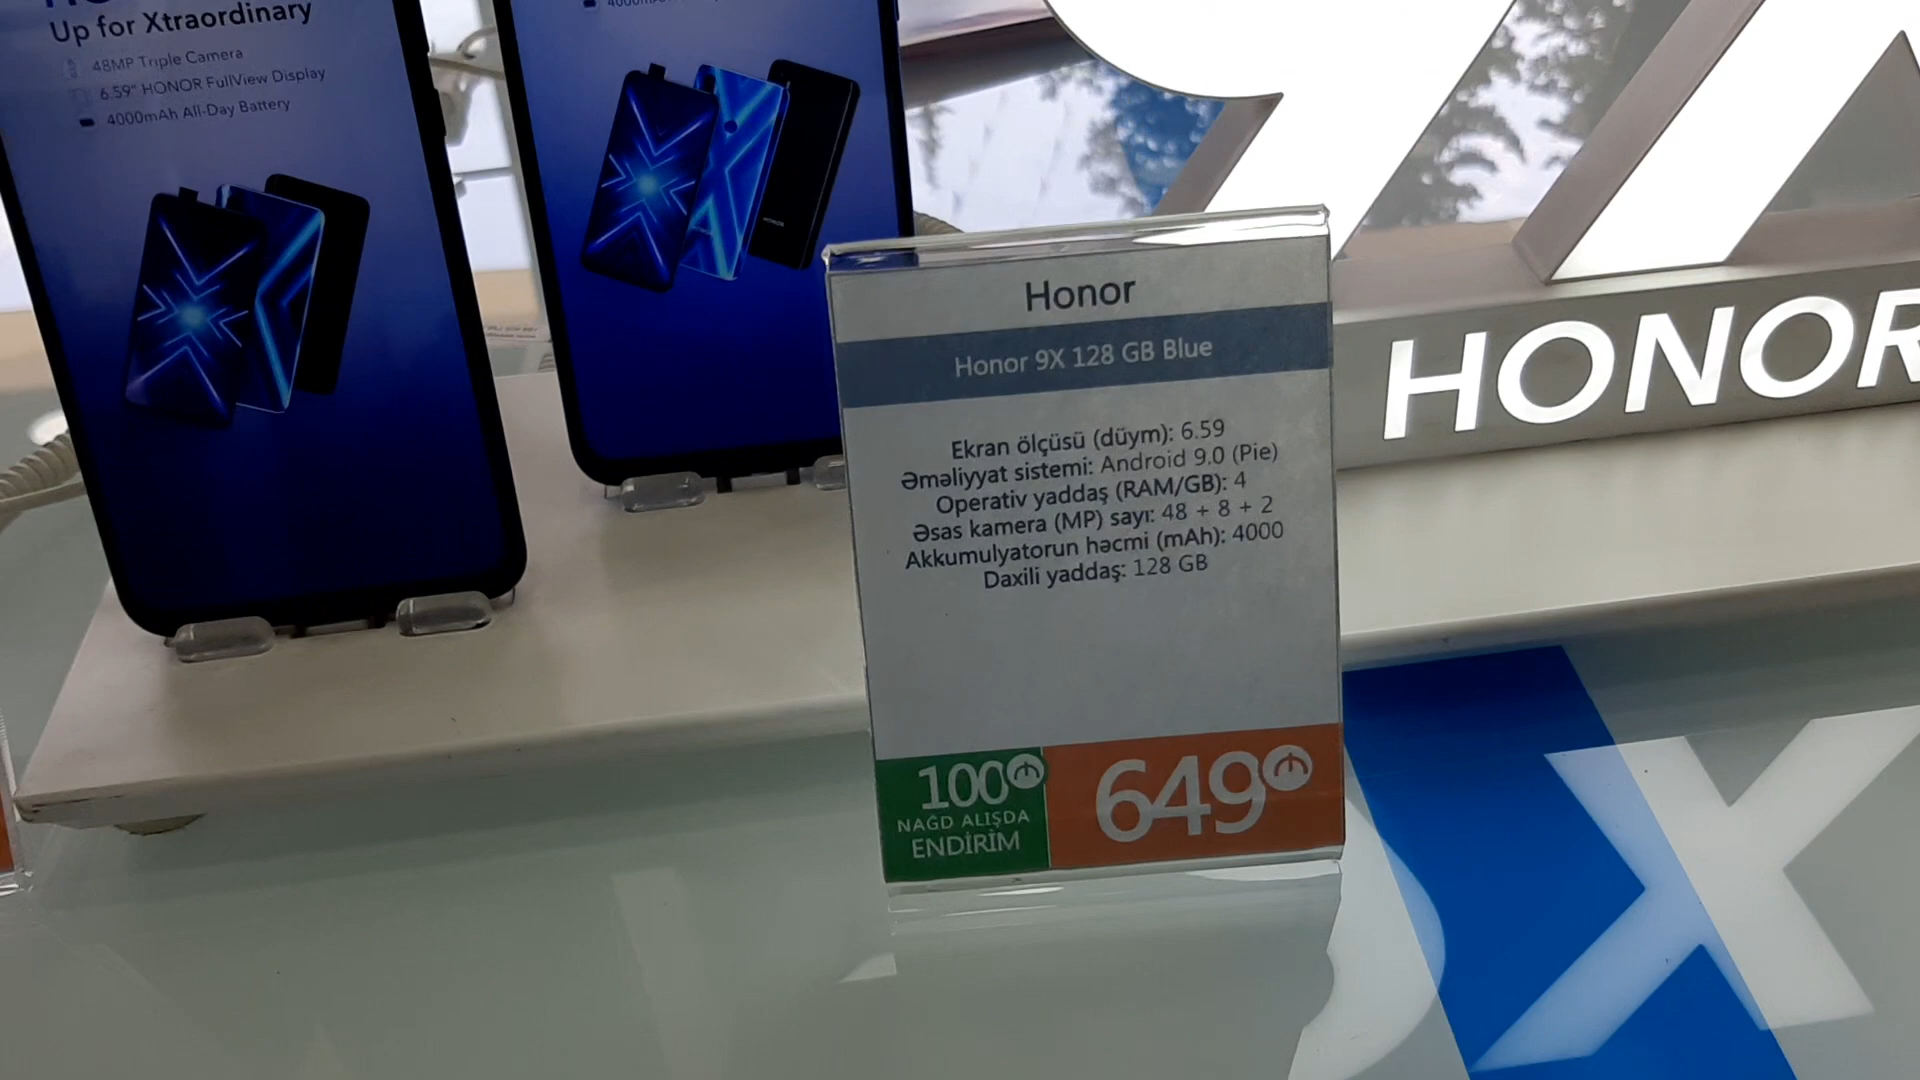 Up for Xtraordinary
48MP Triple Camera
6.59" HONOR FullView Display
4000mAh All-Day Battery
Honor
Honor 9X 128 GB Blue
Ekran ölçüsü (düym): 6.59
Əməliyyat sistemi: Android 9.0 (Pie)
Operativ yaddaş (RAM/GB): 4
Əsas kamera (MP) sayı: 48 + 8 + 2
Akkumulyatorun həcmi (mAh): 4000
Daxili yaddaş: 128 GB
100₼
NAĞD ALIŞDA
ENDİRİM
649₼
HONOR
X